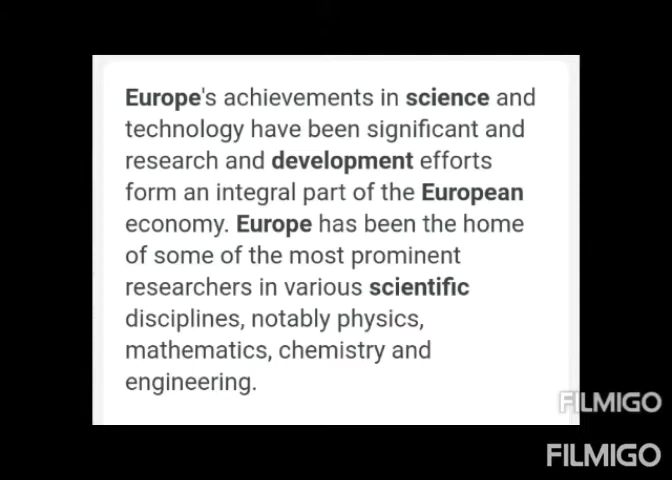 Europe's achievements in science and
technology have been significant and
research and development efforts
form an integral part of the European
economy. Europe has been the home
of some of the most prominent
researchers in various scientific
disciplines, notably physics,
mathematics, chemistry and
engineering.
FILMIGO
FILMIGO